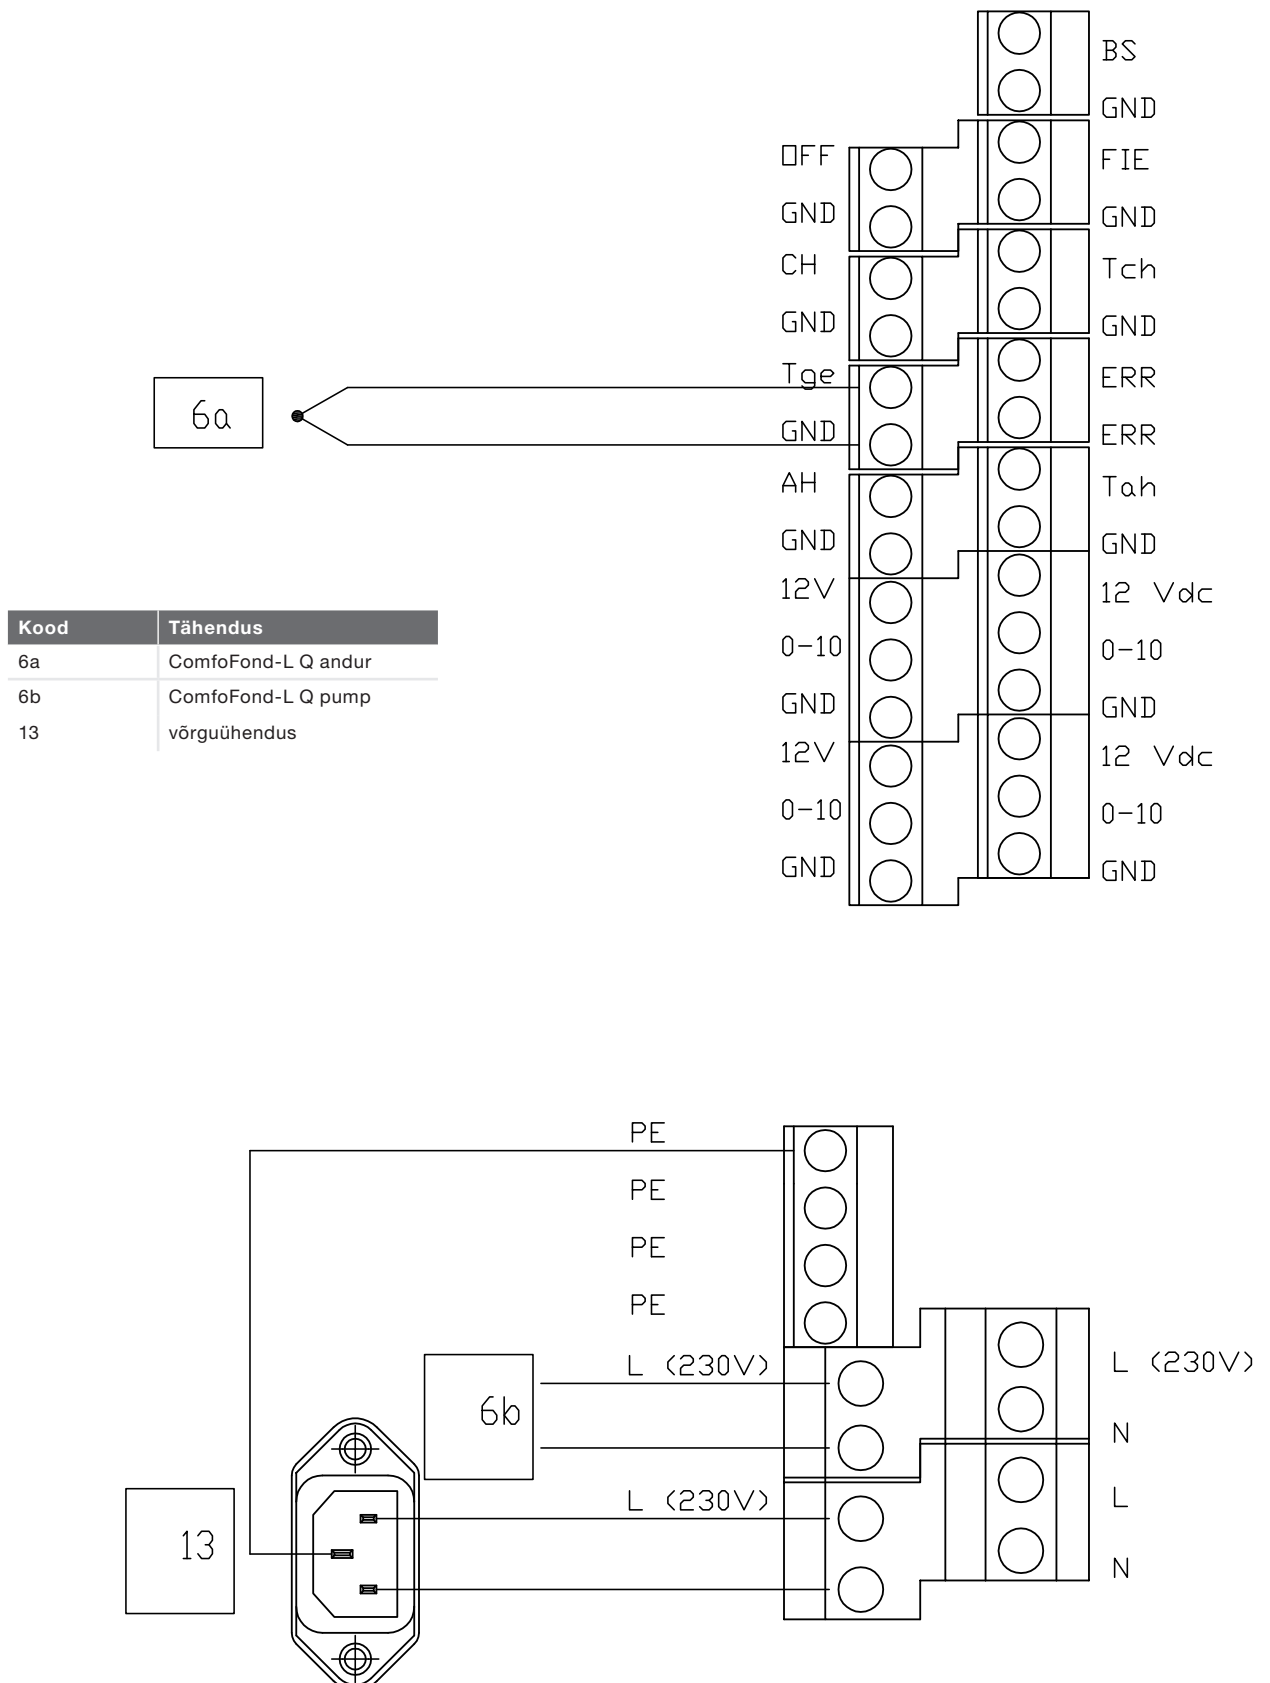 BS
GND
OFF
FIE
GND
GND
CH
Tch
GND
GND
Tge
ERR
6a
GND
ERR
AH
Tah
GND
GND
12V
12 Vdc
0-10
0-10
GND
GND
12V
12 Vdc
0-10
0-10
GND
GND
Kood Tähendus
6a ComfoFond-L Q andur
6b ComfoFond-L Q pump
13 võrguühendus
PE
PE
PE
PE
L (230V)
L (230V)
6b
N
L (230V)
L
13
N